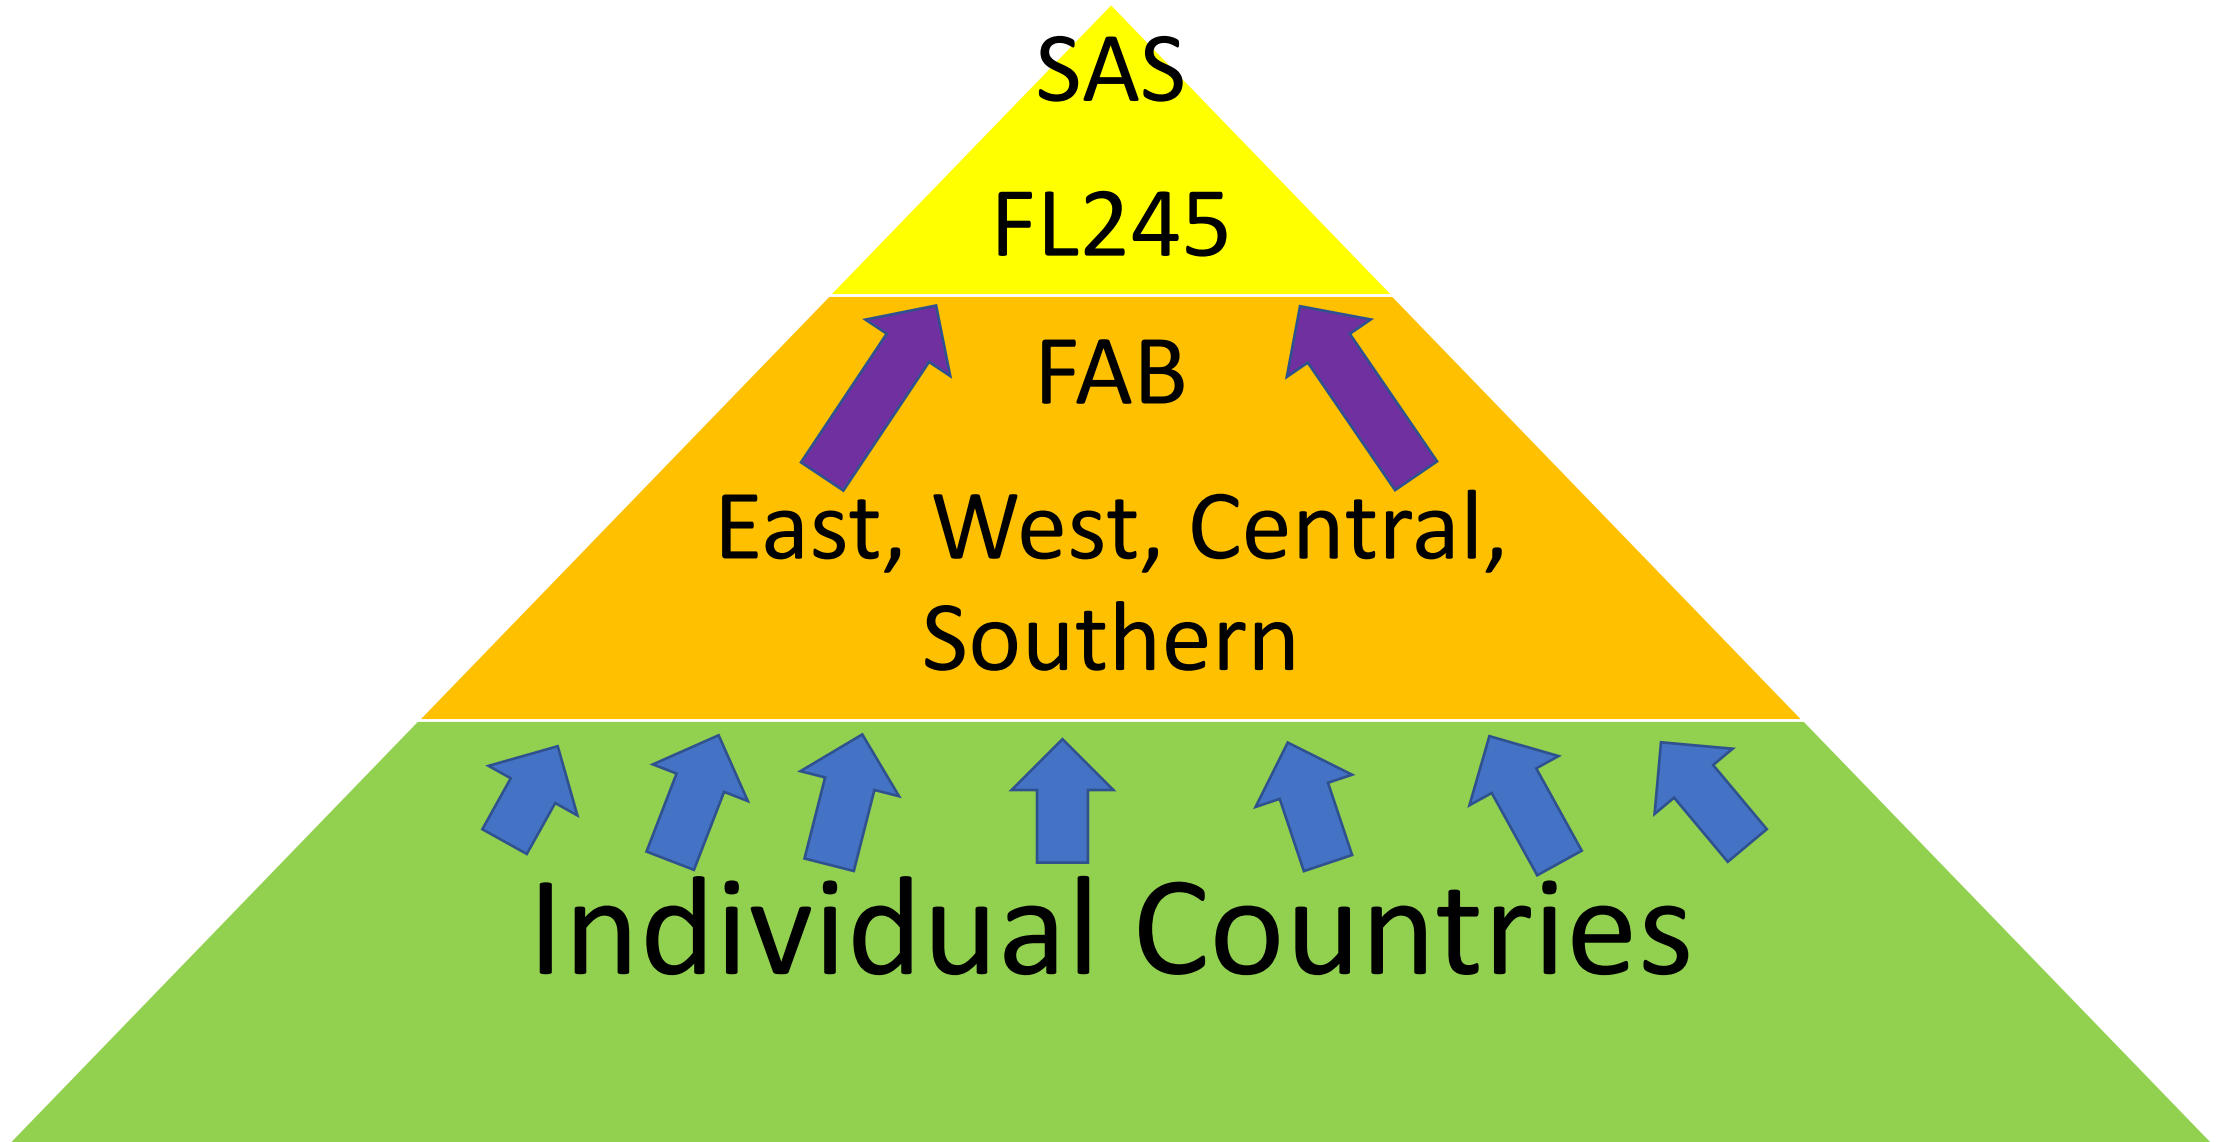 SAS
FL245
FAB
East, West, Central,
Southern
Individual Countries